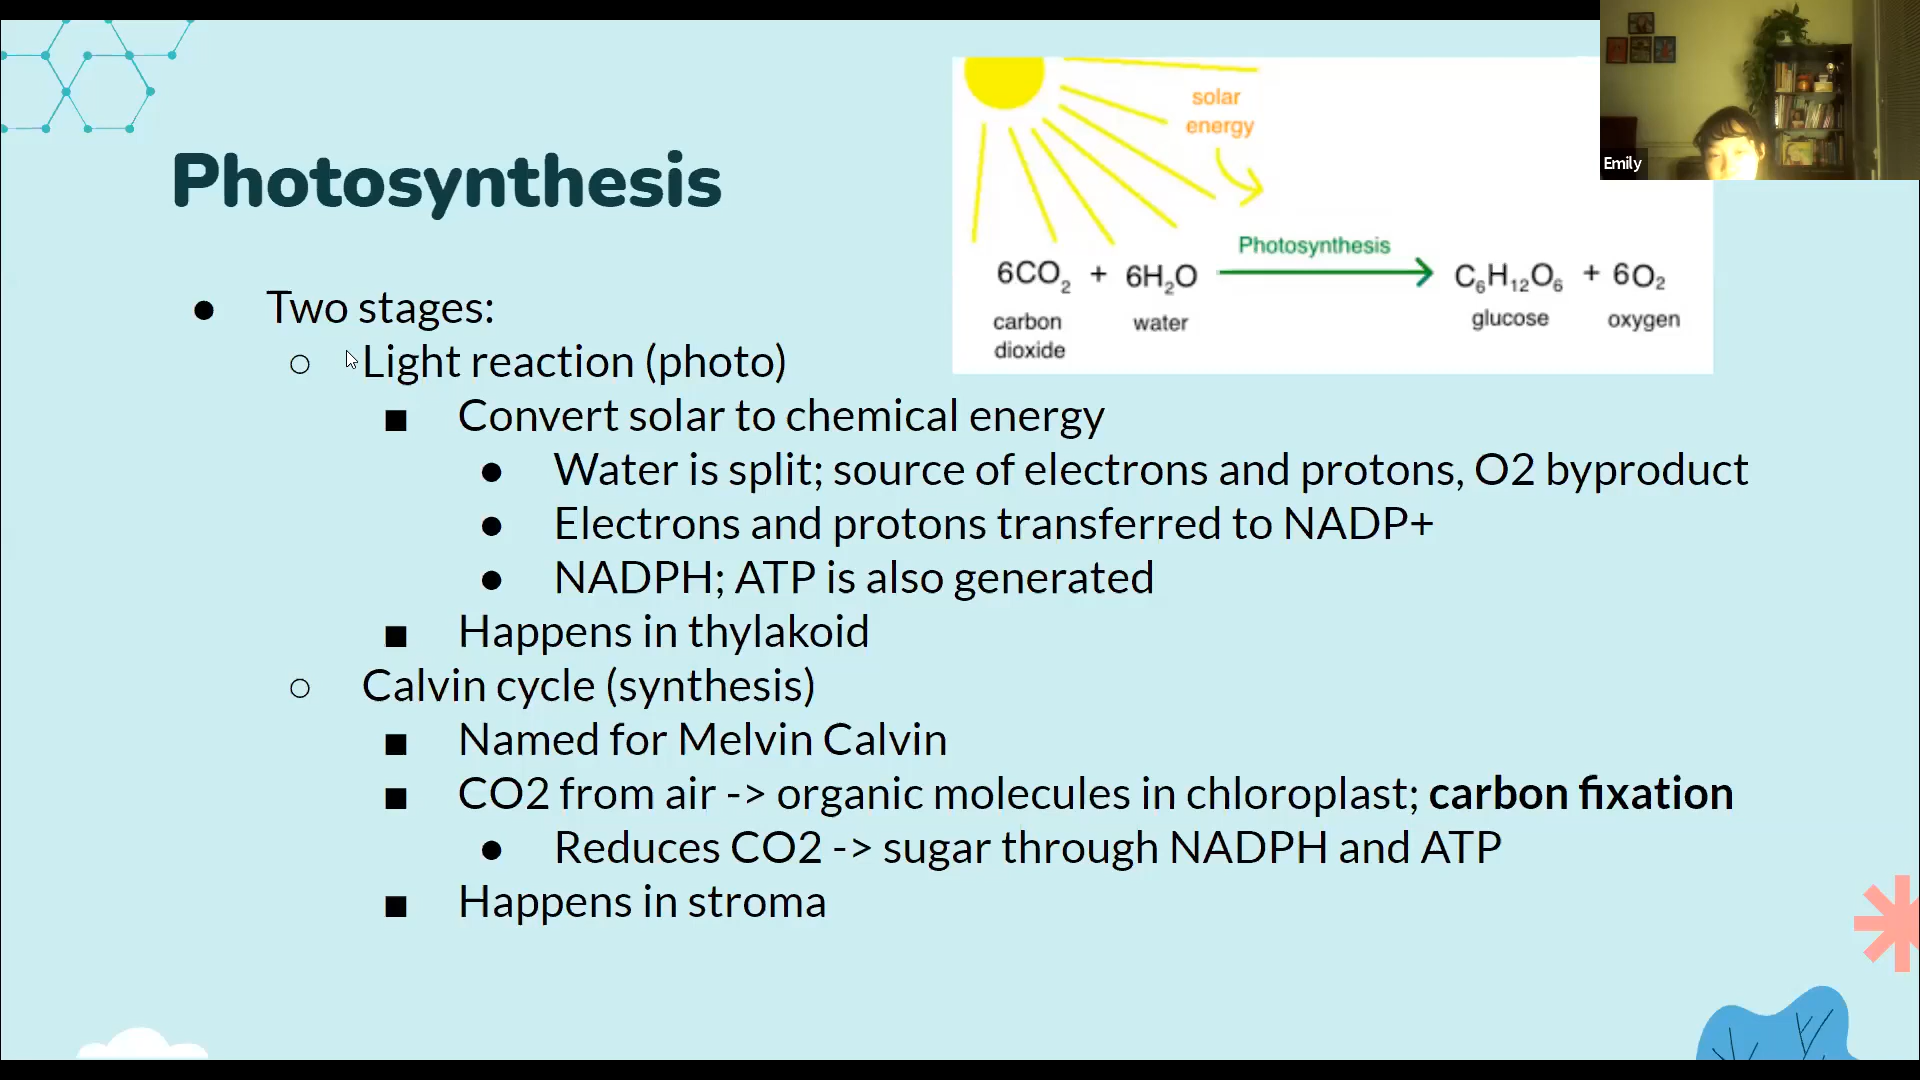 Photosynthesis
● Two stages:
○ Light reaction (photo)
■ Convert solar to chemical energy
● Water is split; source of electrons and protons, O2 byproduct
● Electrons and protons transferred to NADP+
● NADPH; ATP is also generated
■ Happens in thylakoid
○ Calvin cycle (synthesis)
■ Named for Melvin Calvin
■ CO2 from air -> organic molecules in chloroplast; carbon fixation
● Reduces CO2 -> sugar through NADPH and ATP
■ Happens in stroma
solar
energy
Photosynthesis
6CO₂ + 6H₂O C₆H₁₂O₆ + 6O₂
carbon
dioxide
water
glucose
oxygen
Emily